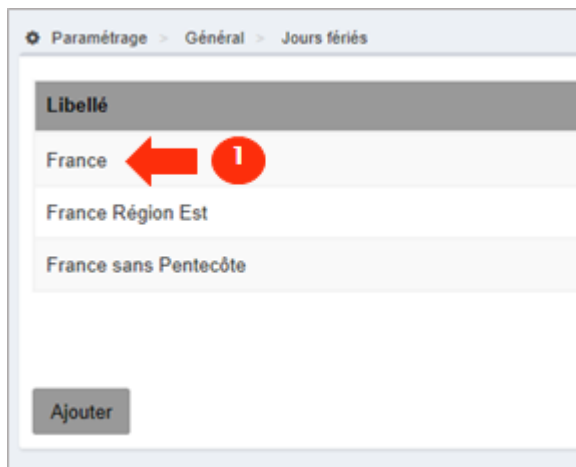 Paramétrage > Général > Jours fériés
Libellé
France 1
France Région Est
France sans Pentecôte
Ajouter